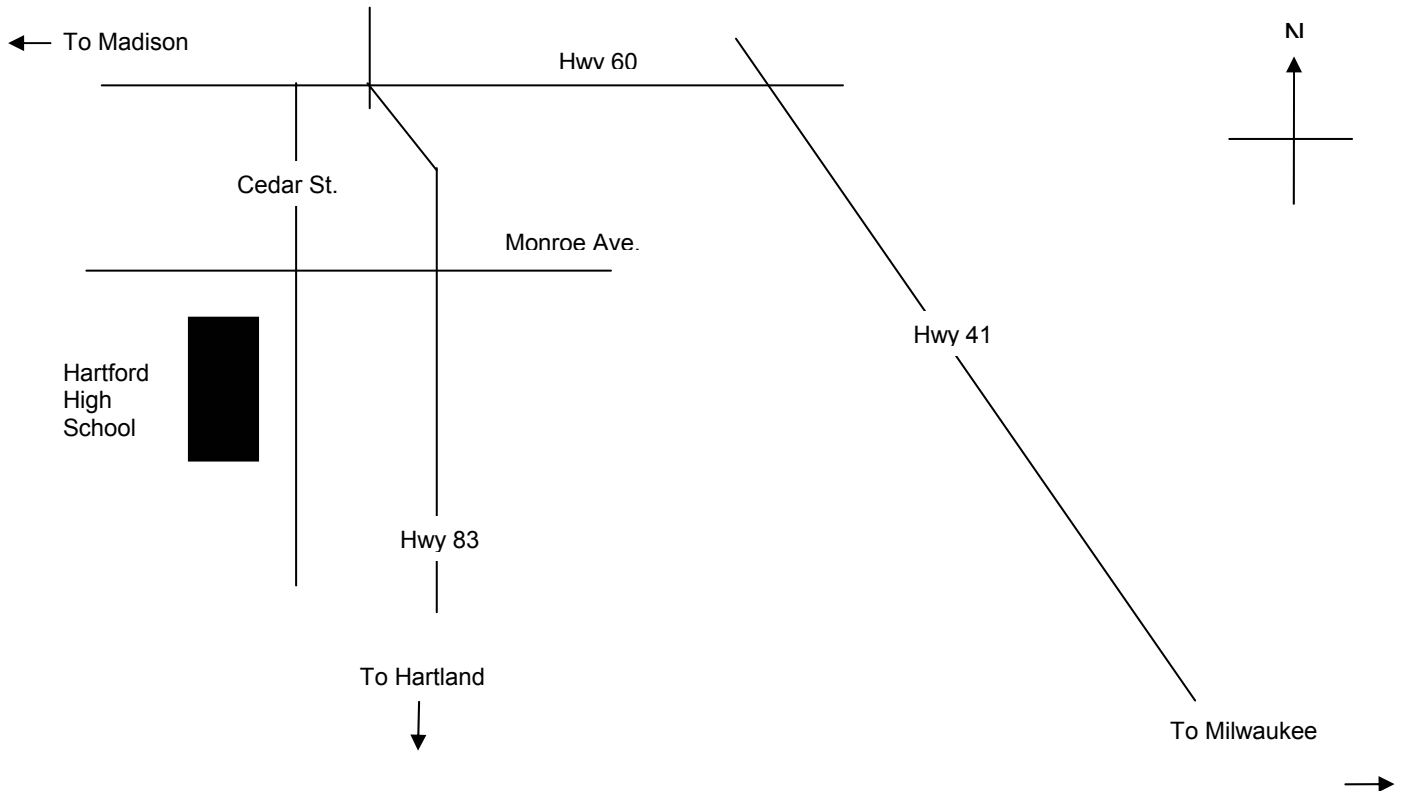 To Madison
N
Hwy 60
Cedar St.
Monroe Ave.
Hwy 41
Hartford
High
School
Hwy 83
To Hartland
To Milwaukee